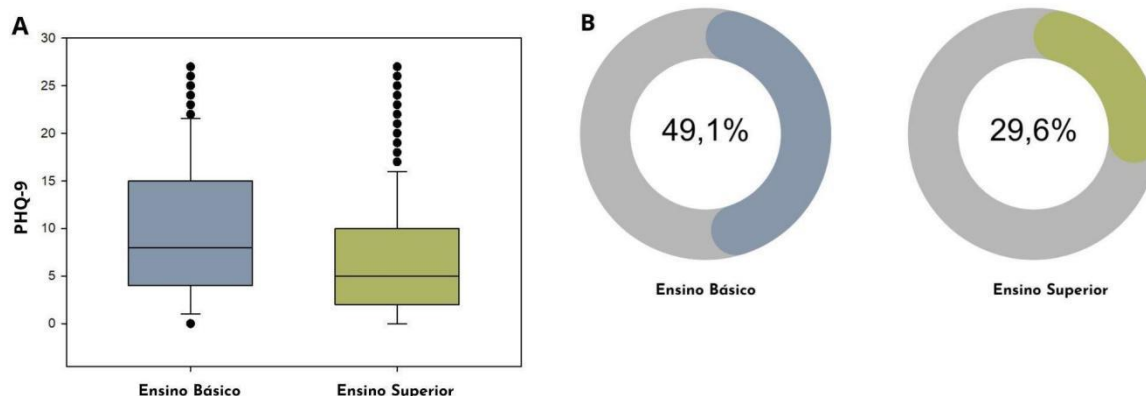 A
PHQ-9
30
25
20
15
10
5
0
Ensino Básico
Ensino Superior
B
49,1%
Ensino Básico
29,6%
Ensino Superior